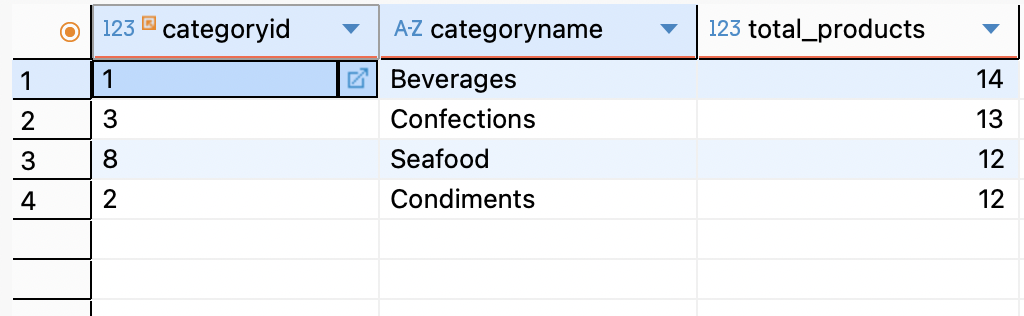 123 categoryid A-Z categoryname 123 total_products
1 1 Beverages 14
2 3 Confections 13
3 8 Seafood 12
4 2 Condiments 12